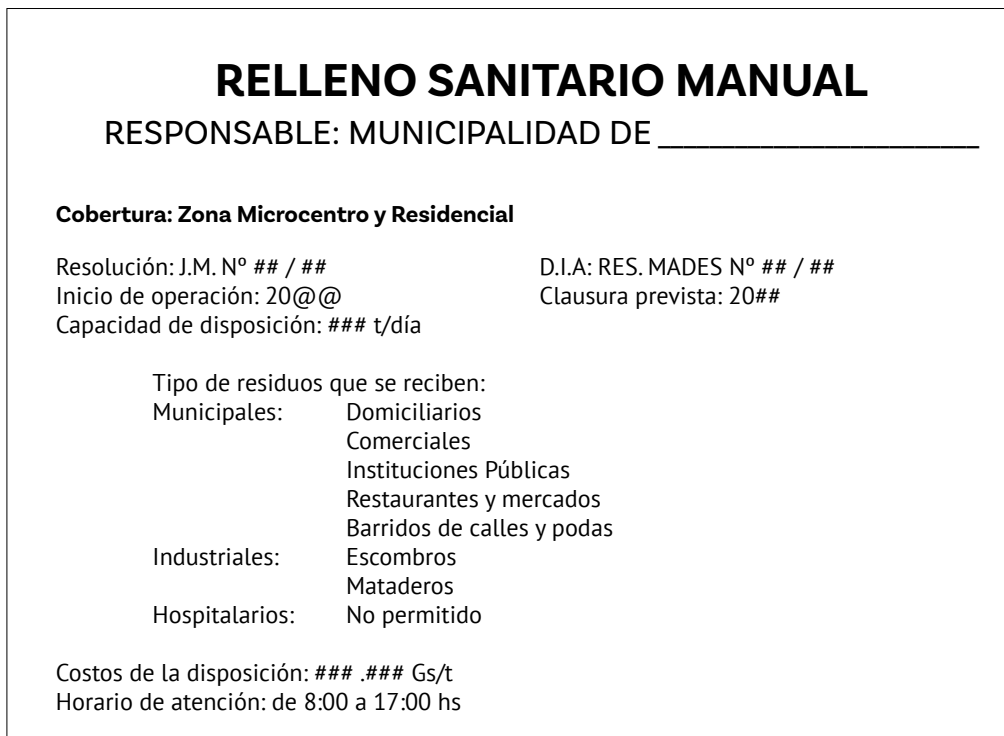 RELLENO SANITARIO MANUAL
RESPONSABLE: MUNICIPALIDAD DE _________________________
Cobertura: Zona Microcentro y Residencial
Resolución: J.M. Nº ## / ## D.I.A: RES. MADES Nº ## / ##
Inicio de operación: 20@@ Clausura prevista: 20##
Capacidad de disposición: ### t/día
Tipo de residuos que se reciben:
Municipales: Domiciliarios
Comerciales
Instituciones Públicas
Restaurantes y mercados
Barridos de calles y podas
Industriales: Escombros
Mataderos
Hospitalarios: No permitido
Costos de la disposición: ### .### Gs/t
Horario de atención: de 8:00 a 17:00 hs